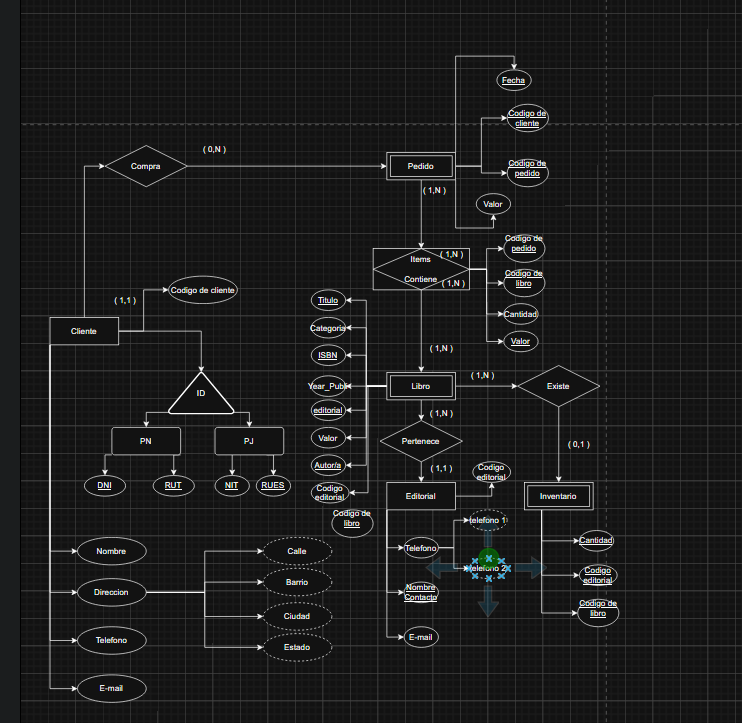 Fecha
Codigo de
cliente
( 0,N )
Compra
Pedido
Codigo de
pedido
( 1,N )
Valor
Items
( 1,N )
Codigo de
pedido
Contiene
( 1,N )
Codigo de
libro
Codigo de cliente
( 1,1 )
Titulo
Cantidad
Cliente
Categoria
Valor
ISBN
( 1,N )
( 1,N )
ID
Year_Publi
Libro
Existe
editorial
( 1,N )
PN
PJ
Valor
Pertenece
( 0,1 )
Autor/a
( 1,1 )
Codigo
editorial
DNI
RUT
NIT
RUES
Codigo
editorial
Editorial
Inventario
Codigo de
libro
telefono 1
Nombre
Calle
Telefono
Cantidad
telefono 2
Barrio
Codigo
editorial
Direccion
Nombre
Contacto
Ciudad
Codigo de
libro
Telefono
Estado
E-mail
E-mail